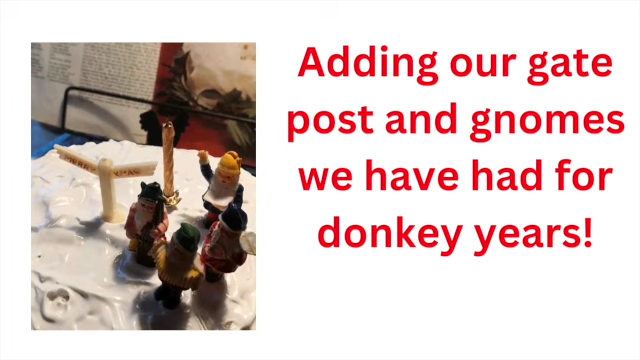 Adding our gate
post and gnomes
we have had for
donkey years!